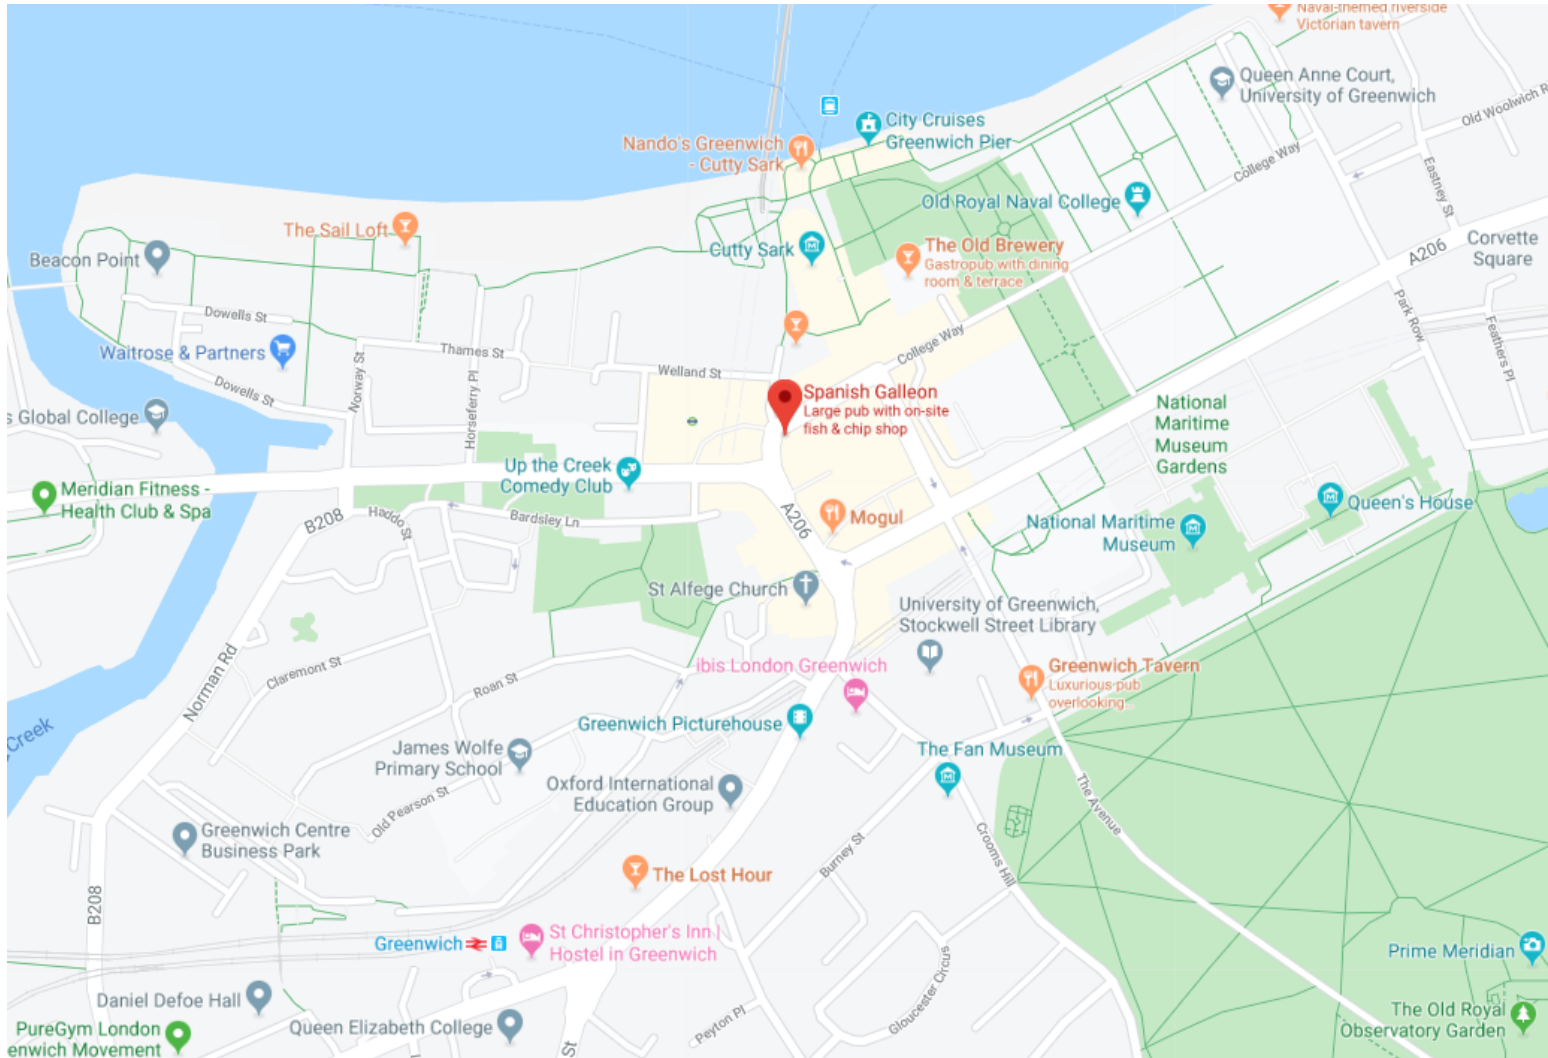 Naval-themed riverside
Victorian tavern
Queen Anne Court,
University of Greenwich
Old Woolwich R
City Cruises
Greenwich Pier
Nando's Greenwich
- Cutty Sark
College Way
Eastney St
Old Royal Naval College
The Sail Loft
Cutty Sark
The Old Brewery
Gastropub with dining
room & terrace
A206
Corvette
Square
Beacon Point
Dowells St
Park Row
Feathers Pl
Waitrose & Partners
Thames St
College Way
Norway St
Horseferry Pl
Welland St
Dowells St
Spanish Galleon
Large pub with on-site
fish & chip shop
National
Maritime
Museum
Gardens
s Global College
Up the Creek
Comedy Club
Meridian Fitness -
Health Club & Spa
B208
Haddo St
Bardsley Ln
A206
Mogul
National Maritime
Museum
Queen's House
St Alfege Church
University of Greenwich,
Stockwell Street Library
Norman Rd
Claremont St
Roan St
ibis London Greenwich
Greenwich Tavern
Luxurious pub
overlooking...
Creek
Greenwich Picturehouse
James Wolfe
Primary School
The Fan Museum
Oxford International
Education Group
Old Pearson St
The Avenue
Greenwich Centre
Business Park
Burney St
Crooms Hill
The Lost Hour
B208
Greenwich
St Christopher's Inn |
Hostel in Greenwich
Prime Meridian
Gloucester Circus
Daniel Defoe Hall
Queen Elizabeth College
Peyton Pl
The Old Royal
Observatory Garden
PureGym London
enwich Movement
St